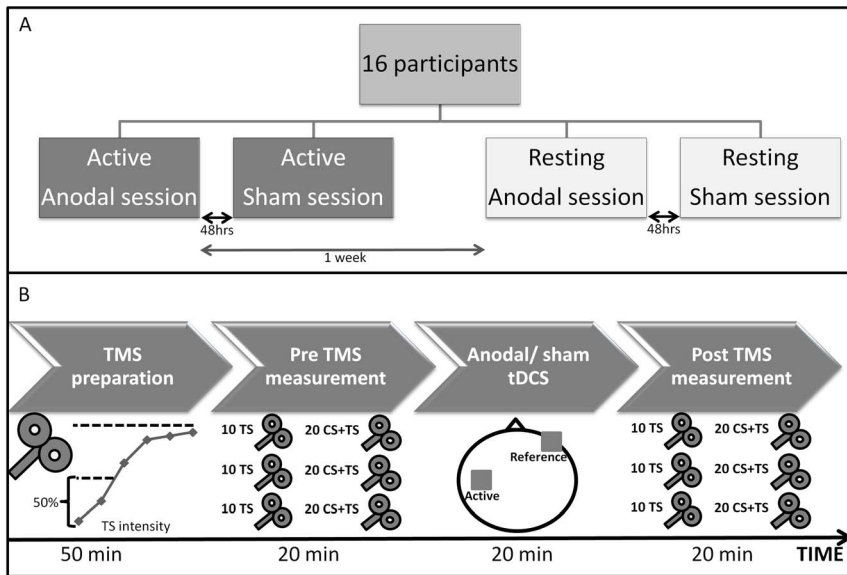 A
16 participants
Active
Anodal session
Active
Sham session
Resting
Anodal session
Resting
Sham session
48hrs
48hrs
1 week
B
TMS
preparation
Pre TMS
measurement
Anodal/ sham
tDCS
Post TMS
measurement
50%
TS intensity
10 TS 20 CS+TS
10 TS 20 CS+TS
10 TS 20 CS+TS
Reference
Active
10 TS 20 CS+TS
10 TS 20 CS+TS
10 TS 20 CS+TS
50 min 20 min 20 min 20 min TIME